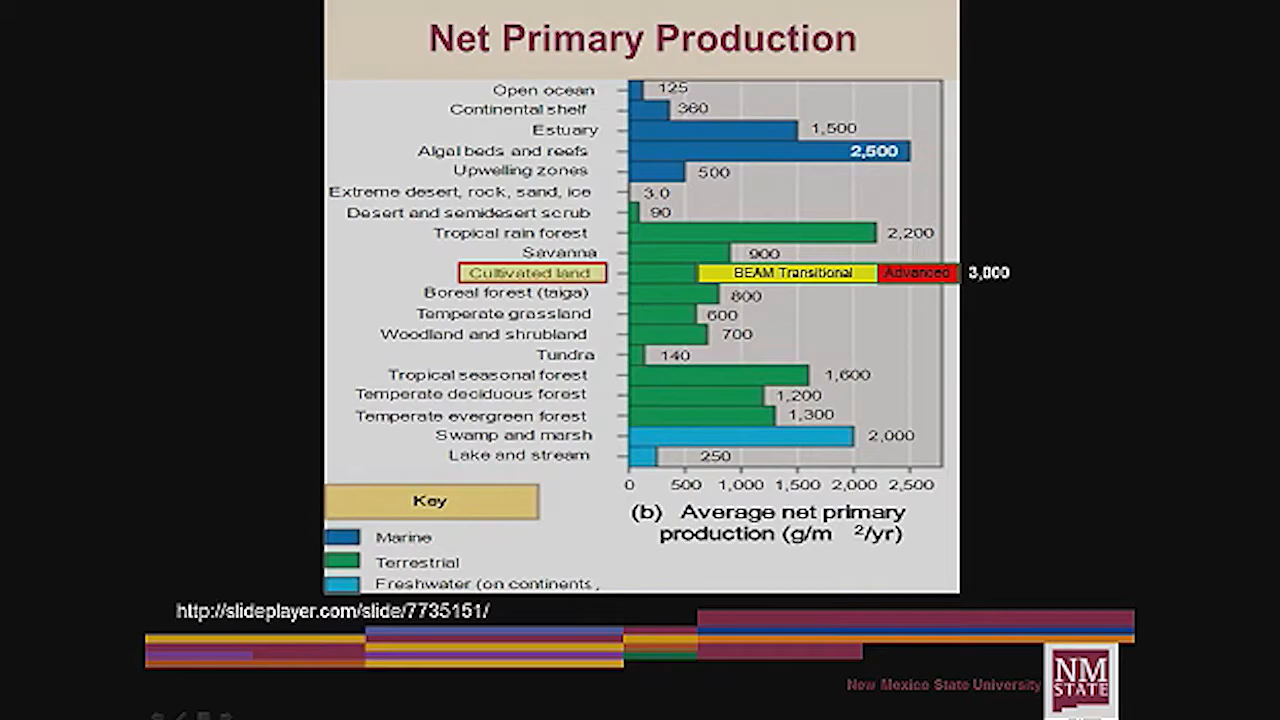 Net Primary Production
Open ocean 125
Continental shelf 360
Estuary 1,500
Algal beds and reefs 2,500
Upwelling zones 500
Extreme desert, rock, sand, ice 3.0
Desert and semidesert scrub 90
Tropical rain forest 2,200
Savanna 900
Cultivated land BEAM Transitional Advanced 3,000
Boreal forest (taiga) 800
Temperate grassland 600
Woodland and shrubland 700
Tundra 140
Tropical seasonal forest 1,600
Temperate deciduous forest 1,200
Temperate evergreen forest 1,300
Swamp and marsh 2,000
Lake and stream 250
0 500 1,000 1,500 2,000 2,500
(b) Average net primary
production (g/m 2/yr)
Key
Marine
Terrestrial
Freshwater (on continents,
http://slideplayer.com/slide/7735151/
New Mexico State University
NM
STATE